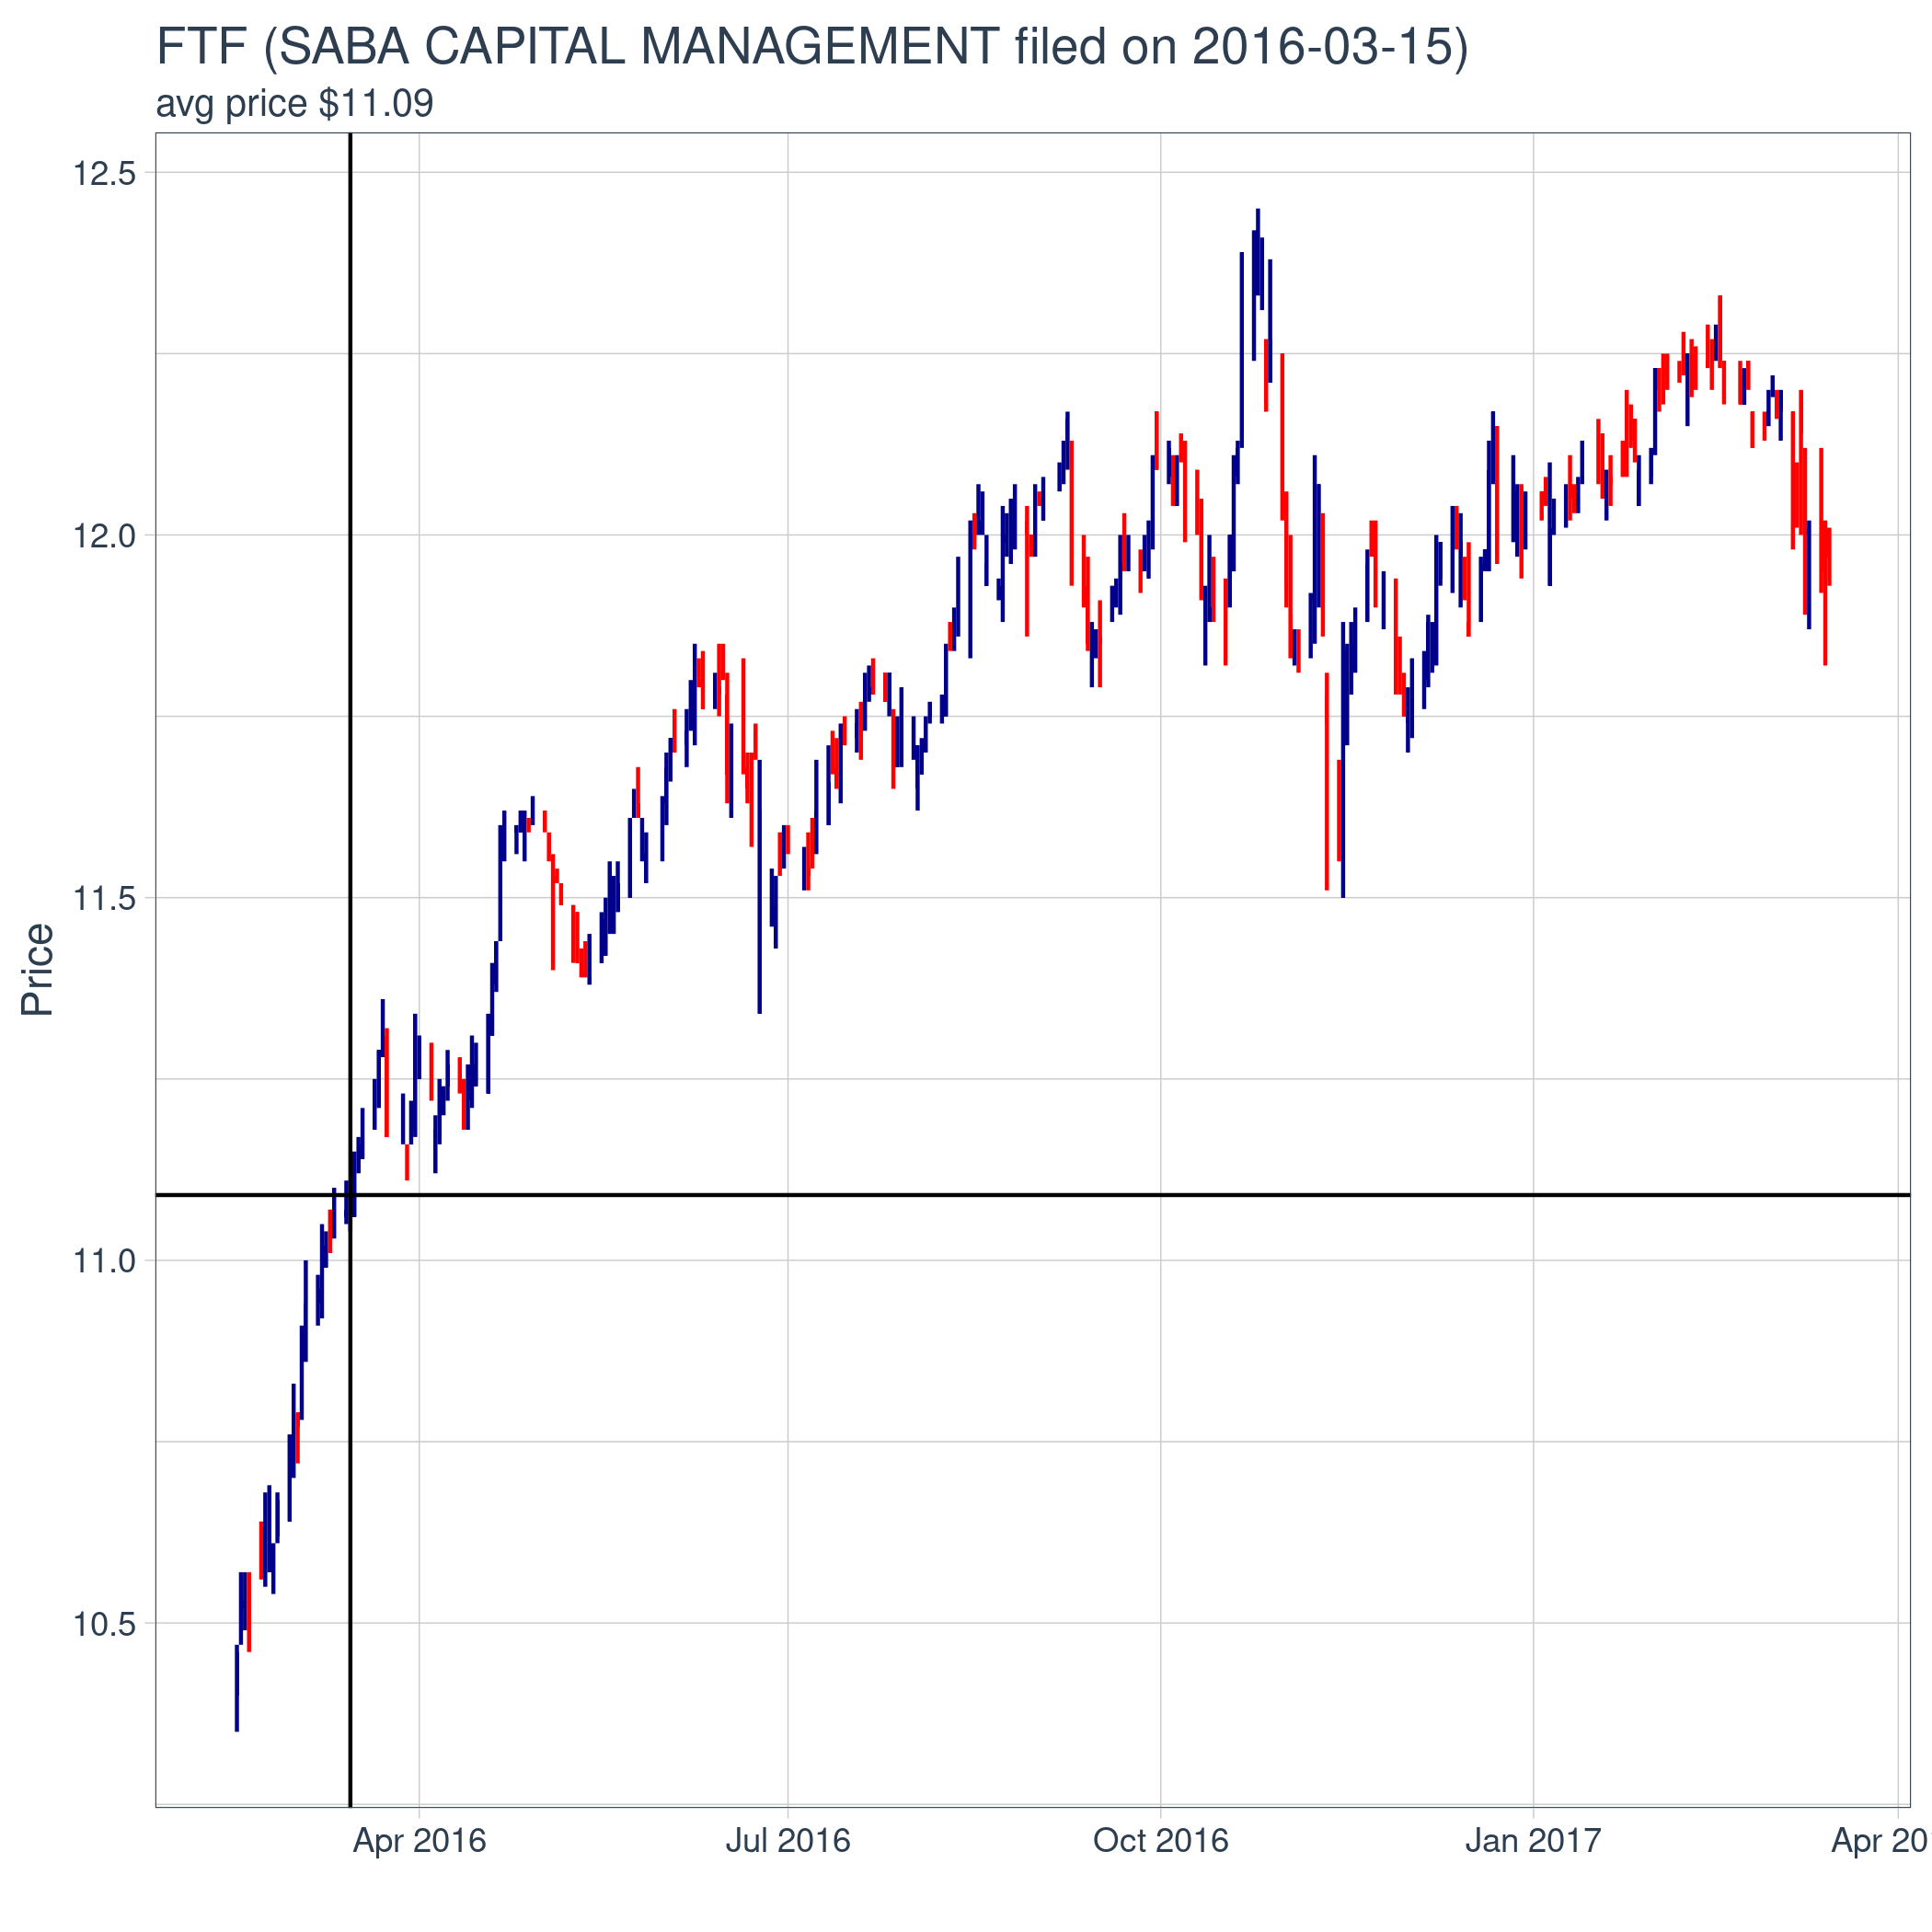 FTF (SABA CAPITAL MANAGEMENT filed on 2016-03-15)
avg price $11.09
12.5
12.0
11.5
11.0
10.5
Price
Apr 2016
Jul 2016
Oct 2016
Jan 2017
Apr 20